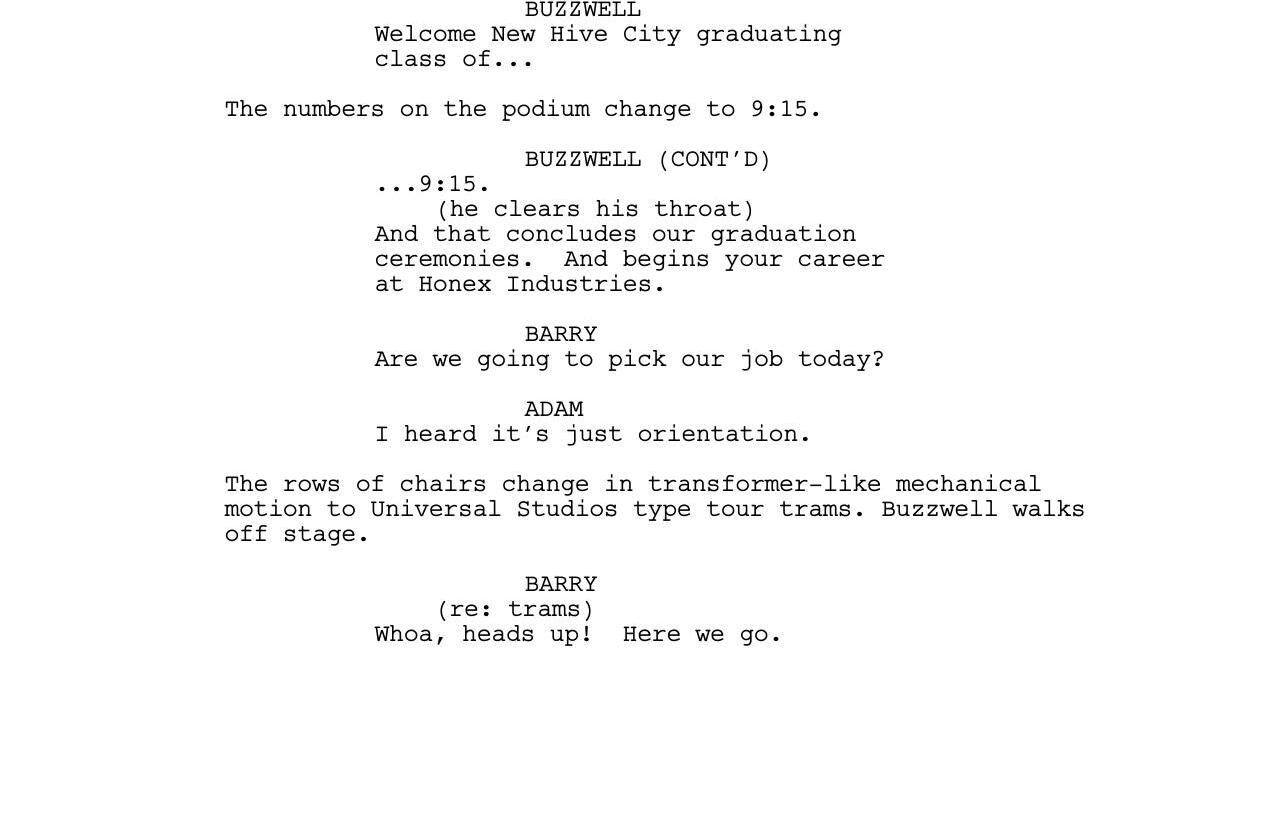 BUZZWELL
Welcome New Hive City graduating
class of...
The numbers on the podium change to 9:15.
BUZZWELL (CONT'D)
...9:15.
(he clears his throat)
And that concludes our graduation
ceremonies.  And begins your career
at Honex Industries.
BARRY
Are we going to pick our job today?
ADAM
I heard it's just orientation.
The rows of chairs change in transformer-like mechanical
motion to Universal Studios type tour trams. Buzzwell walks
off stage.
BARRY
(re: trams)
Whoa, heads up!  Here we go.